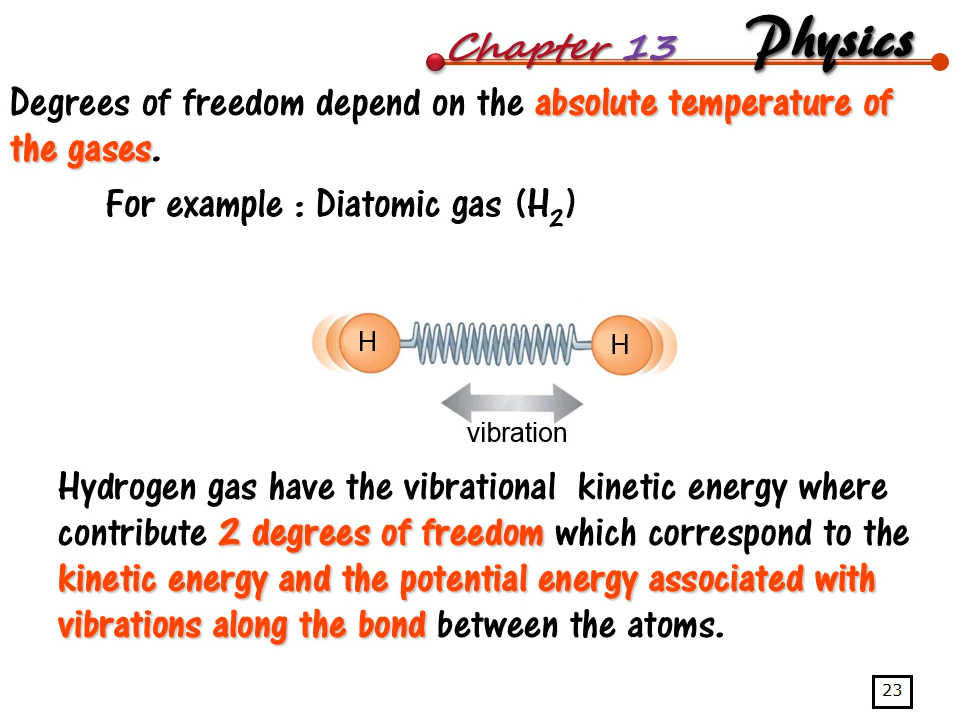 Chapter 13 Physics
Degrees of freedom depend on the absolute temperature of
the gases.
For example : Diatomic gas (H₂)
H H
vibration
Hydrogen gas have the vibrational kinetic energy where
contribute 2 degrees of freedom which correspond to the
kinetic energy and the potential energy associated with
vibrations along the bond between the atoms.
23